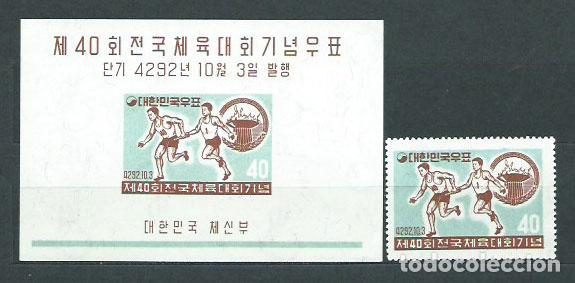 제40회전국체육대회기념우표
단기 4292년 10월 3일 발행
대한민국우표
4292.10.3
40
제40회전국체육대회기념
대한민국 체신부
대한민국우표
4292.10.3
40
제40회전국체육대회기념
todocoleccion